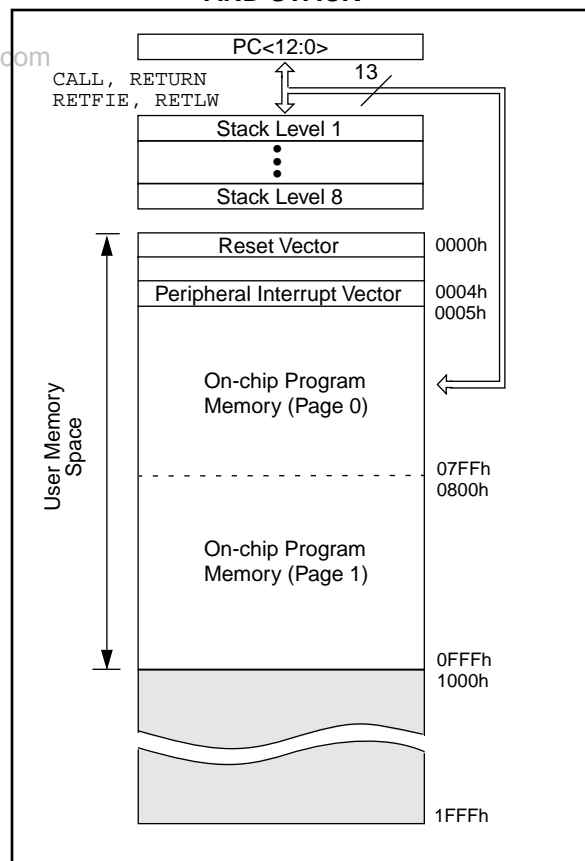 AND STACK
com
PC<12:0>
CALL, RETURN
RETFIE, RETLW
13
Stack Level 1
Stack Level 8
Reset Vector
0000h
Peripheral Interrupt Vector
0004h
0005h
On-chip Program
Memory (Page 0)
User Memory
Space
07FFh
0800h
On-chip Program
Memory (Page 1)
0FFFh
1000h
1FFFh